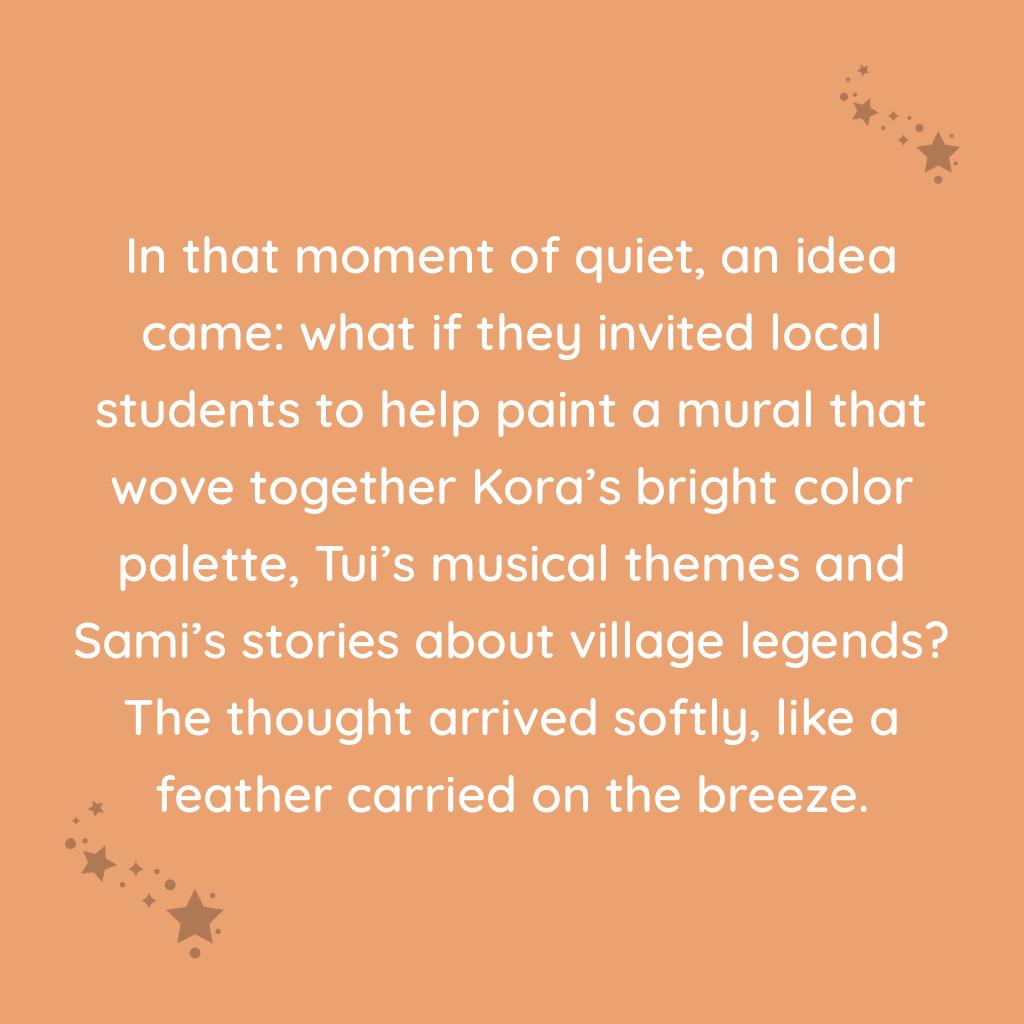 In that moment of quiet, an idea
came: what if they invited local
students to help paint a mural that
wove together Kora’s bright color
palette, Tui’s musical themes and
Sami’s stories about village legends?
The thought arrived softly, like a
feather carried on the breeze.